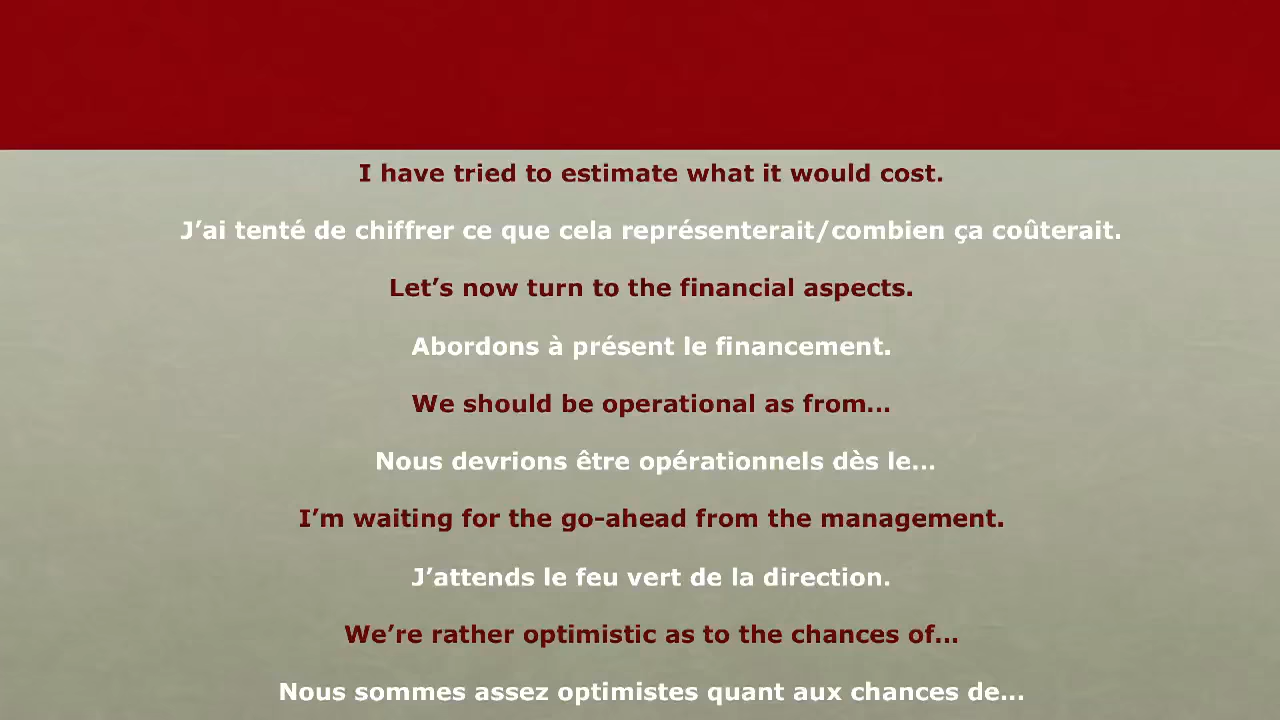 I have tried to estimate what it would cost.
J’ai tenté de chiffrer ce que cela représenterait/combien ça coûterait.
Let’s now turn to the financial aspects.
Abordons à présent le financement.
We should be operational as from…
Nous devrions être opérationnels dès le…
I’m waiting for the go-ahead from the management.
J’attends le feu vert de la direction.
We’re rather optimistic as to the chances of…
Nous sommes assez optimistes quant aux chances de…